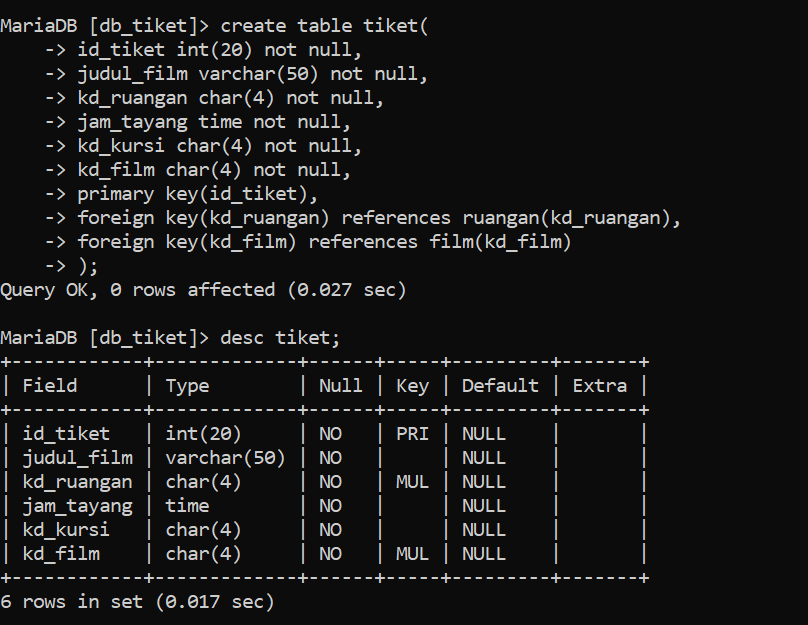 MariaDB [db_tiket]> create table tiket(
    -> id_tiket int(20) not null,
    -> judul_film varchar(50) not null,
    -> kd_ruangan char(4) not null,
    -> jam_tayang time not null,
    -> kd_kursi char(4) not null,
    -> kd_film char(4) not null,
    -> primary key(id_tiket),
    -> foreign key(kd_ruangan) references ruangan(kd_ruangan),
    -> foreign key(kd_film) references film(kd_film)
    -> );
Query OK, 0 rows affected (0.027 sec)

MariaDB [db_tiket]> desc tiket;
+------------+-------------+------+-----+---------+-------+
| Field      | Type        | Null | Key | Default | Extra |
+------------+-------------+------+-----+---------+-------+
| id_tiket   | int(20)     | NO   | PRI | NULL    |       |
| judul_film | varchar(50) | NO   |     | NULL    |       |
| kd_ruangan | char(4)     | NO   | MUL | NULL    |       |
| jam_tayang | time        | NO   |     | NULL    |       |
| kd_kursi   | char(4)     | NO   |     | NULL    |       |
| kd_film    | char(4)     | NO   | MUL | NULL    |       |
+------------+-------------+------+-----+---------+-------+
6 rows in set (0.017 sec)